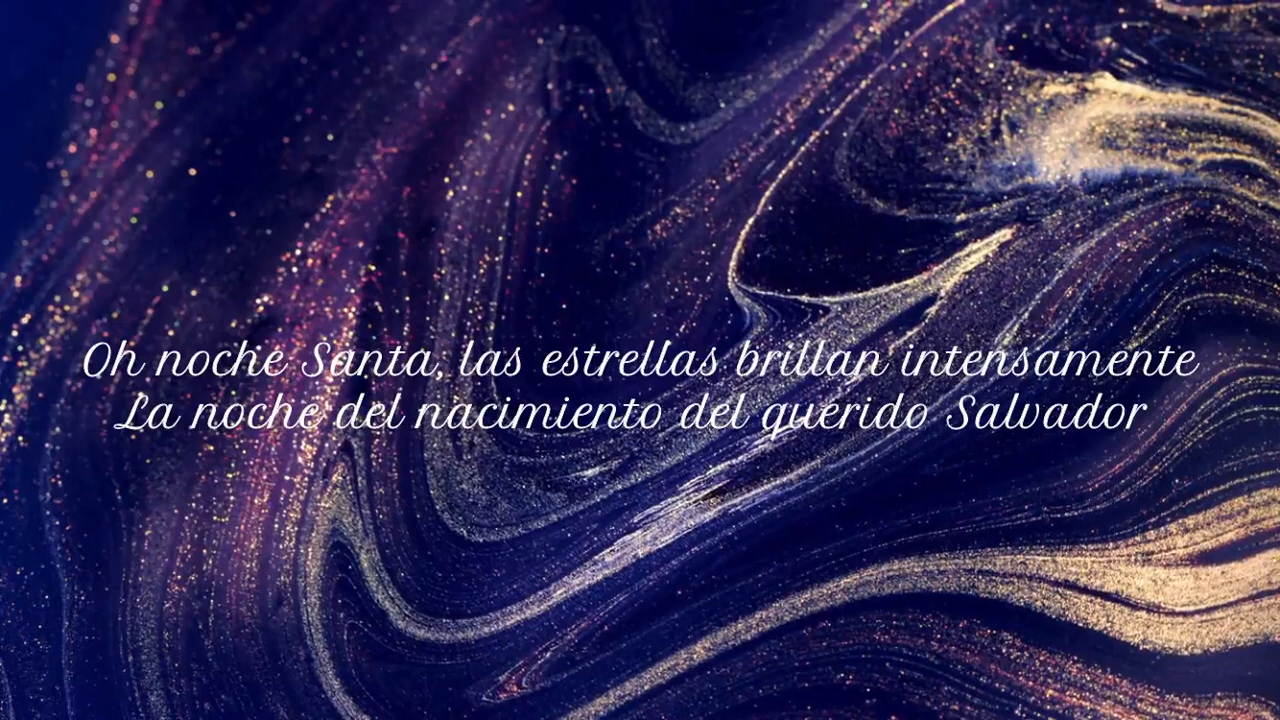 Oh noche Santa, las estrellas brillan intensamente
La noche del nacimiento del querido Salvador